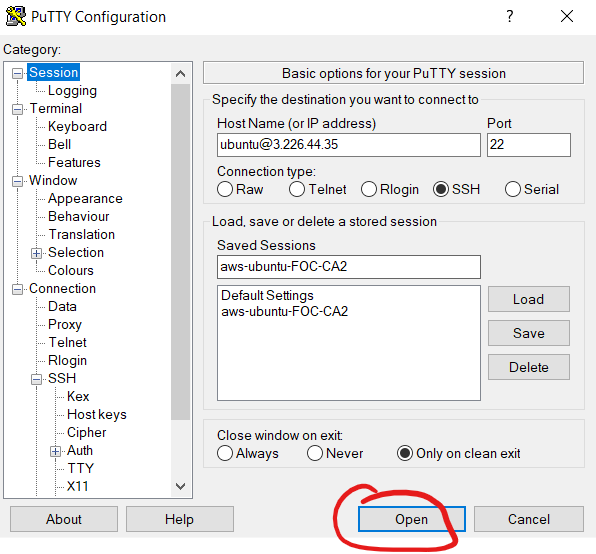 PuTTY Configuration
Category:
Session
Logging
Terminal
Keyboard
Bell
Features
Window
Appearance
Behaviour
Translation
Selection
Colours
Connection
Data
Proxy
Telnet
Rlogin
SSH
Kex
Host keys
Cipher
Auth
TTY
X11
Basic options for your PuTTY session
Specify the destination you want to connect to
Host Name (or IP address) Port
ubuntu@3.226.44.35 22
Connection type:
Raw Telnet Rlogin SSH Serial
Load, save or delete a stored session
Saved Sessions
aws-ubuntu-FOC-CA2
Default Settings
aws-ubuntu-FOC-CA2
Load
Save
Delete
Close window on exit:
Always Never Only on clean exit
About Help Open Cancel